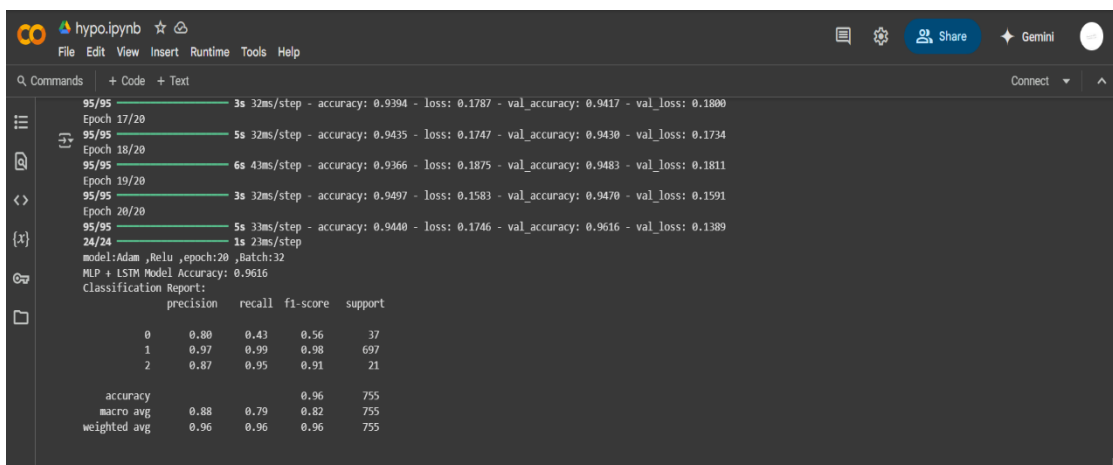 hypo.ipynb
File Edit View Insert Runtime Tools Help
Share
Gemini
Commands + Code + Text
Connect
95/95 3s 32ms/step - accuracy: 0.9394 - loss: 0.1787 - val_accuracy: 0.9417 - val_loss: 0.1800
Epoch 17/20
95/95 5s 32ms/step - accuracy: 0.9435 - loss: 0.1747 - val_accuracy: 0.9430 - val_loss: 0.1734
Epoch 18/20
95/95 6s 43ms/step - accuracy: 0.9366 - loss: 0.1875 - val_accuracy: 0.9483 - val_loss: 0.1811
Epoch 19/20
95/95 3s 32ms/step - accuracy: 0.9497 - loss: 0.1583 - val_accuracy: 0.9470 - val_loss: 0.1591
Epoch 20/20
95/95 5s 33ms/step - accuracy: 0.9440 - loss: 0.1746 - val_accuracy: 0.9616 - val_loss: 0.1389
24/24 1s 23ms/step
model:Adam ,Relu ,epoch:20 ,Batch:32
MLP + LSTM Model Accuracy: 0.9616
Classification Report:
precision recall f1-score support
0 0.80 0.43 0.56 37
1 0.97 0.99 0.98 697
2 0.87 0.95 0.91 21
accuracy 0.96 755
macro avg 0.88 0.79 0.82 755
weighted avg 0.96 0.96 0.96 755